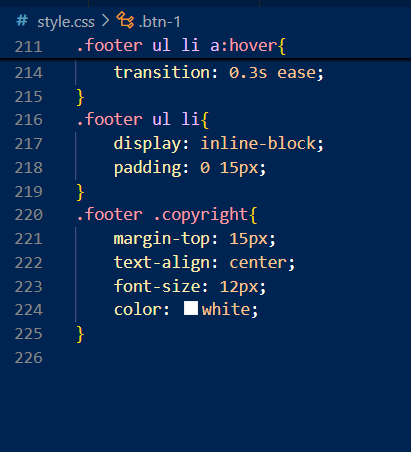 # style.css > .btn-1
211 .footer ul li a:hover{
214 transition: 0.3s ease;
215 }
216 .footer ul li{
217 display: inline-block;
218 padding: 0 15px;
219 }
220 .footer .copyright{
221 margin-top: 15px;
222 text-align: center;
223 font-size: 12px;
224 color: white;
225 }
226